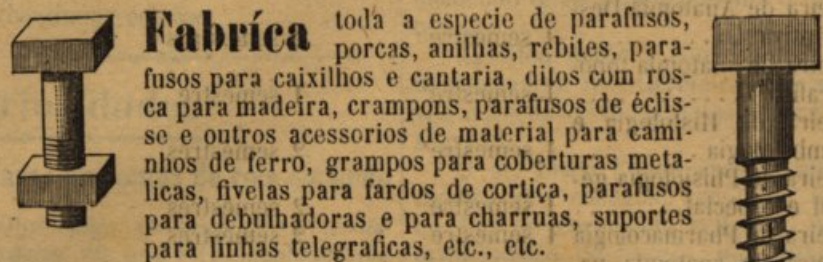 Fabríca toda a especie de parafusos,
porcas, anilhas, rebites, para-
fusos para caixilhos e cantaria, ditos com ros-
ca para madeira, crampons, parafusos de éclis-
se e outros acessorios de material para cami-
nhos de ferro, grampos para coberturas meta-
licas, fivelas para fardos de cortiça, parafusos
para debulhadoras e para charruas, suportes
para linhas telegraficas, etc., etc.